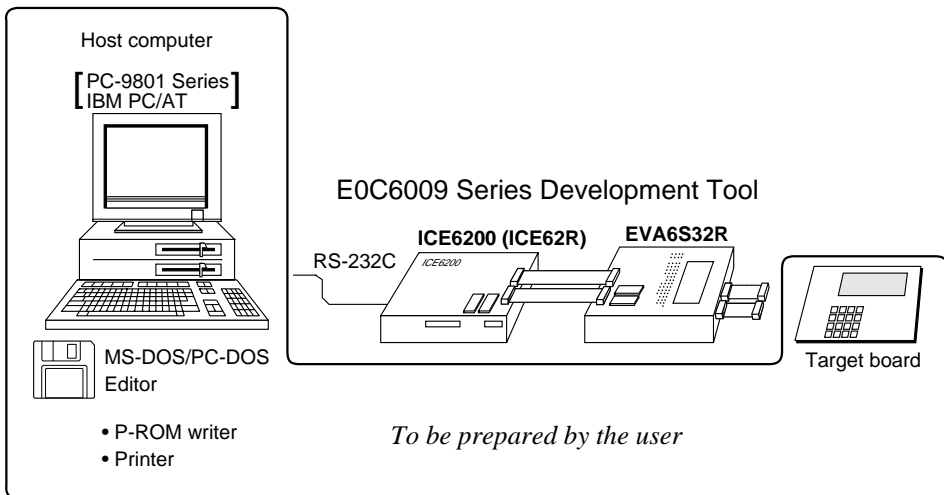 Host computer
[PC-9801 Series
IBM PC/AT]
E0C6009 Series Development Tool
ICE6200 (ICE62R)
EVA6S32R
RS-232C
ICE6200
MS-DOS/PC-DOS
Editor
Target board
• P-ROM writer
• Printer
To be prepared by the user